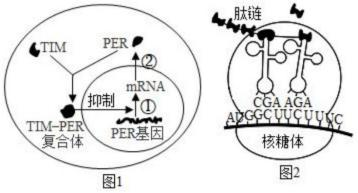 TIM
PER
②
mRNA
抑制
①
TIM-PER
复合体
PER基因
图1
肽链
CGA AGA
AUGGCUUCUUUC
核糖体
图2